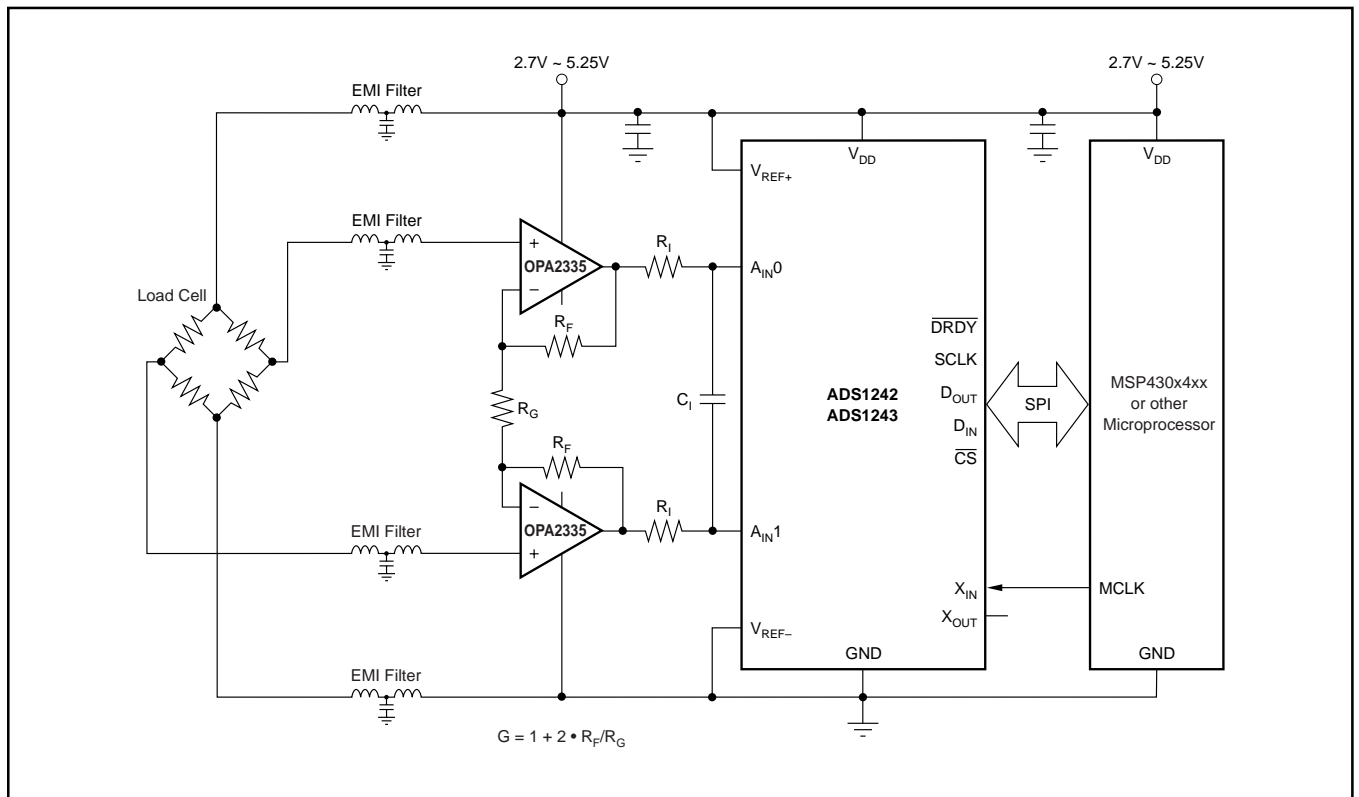 2.7V ~ 5.25V
2.7V ~ 5.25V
EMI Filter
V_DD
V_DD
V_REF+
EMI Filter
R_I
+
OPA2335
−
A_IN0
Load Cell
R_F
DRDY
SCLK
R_G
C_I
ADS1242
ADS1243
D_OUT
D_IN
CS
SPI
MSP430x4xx
or other
Microprocessor
R_F
R_I
−
OPA2335
+
A_IN1
EMI Filter
X_IN
MCLK
X_OUT
V_REF−
GND
GND
EMI Filter
G = 1 + 2 • R_F/R_G